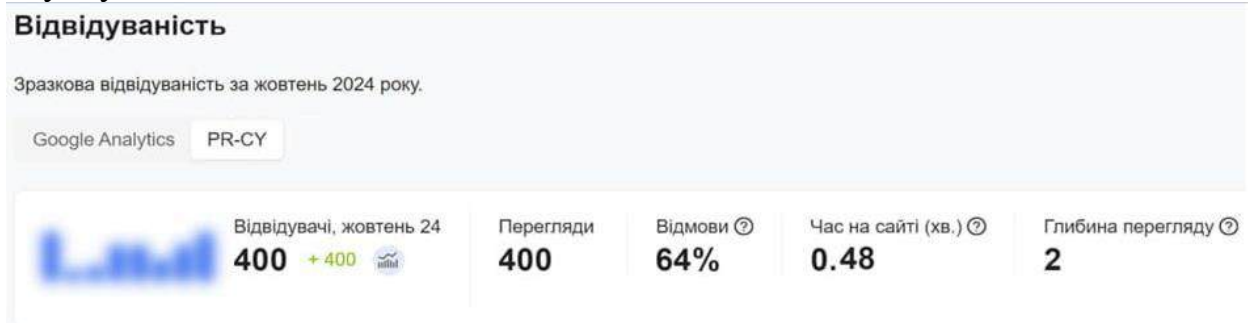 Відвідуваність
Зразкова відвідуваність за жовтень 2024 року.
Google Analytics PR-CY
Відвідувачі, жовтень 24 Перегляди Відмови Час на сайті (хв.) Глибина перегляду
400 + 400 400 64% 0.48 2